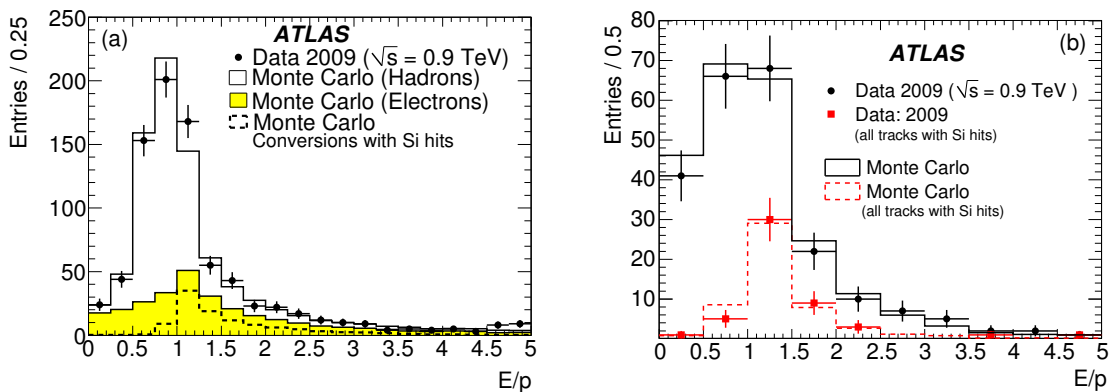 (a)
ATLAS
Data 2009 (√s = 0.9 TeV)
Monte Carlo (Hadrons)
Monte Carlo (Electrons)
Monte Carlo
Conversions with Si hits
Entries / 0.25
250
200
150
100
50
0
0 0.5 1 1.5 2 2.5 3 3.5 4 4.5 5
E/p
(b)
ATLAS
Data 2009 (√s = 0.9 TeV )
Data: 2009
(all tracks with Si hits)
Monte Carlo
Monte Carlo
(all tracks with Si hits)
Entries / 0.5
80
70
60
50
40
30
20
10
0 0.5 1 1.5 2 2.5 3 3.5 4 4.5 5
E/p